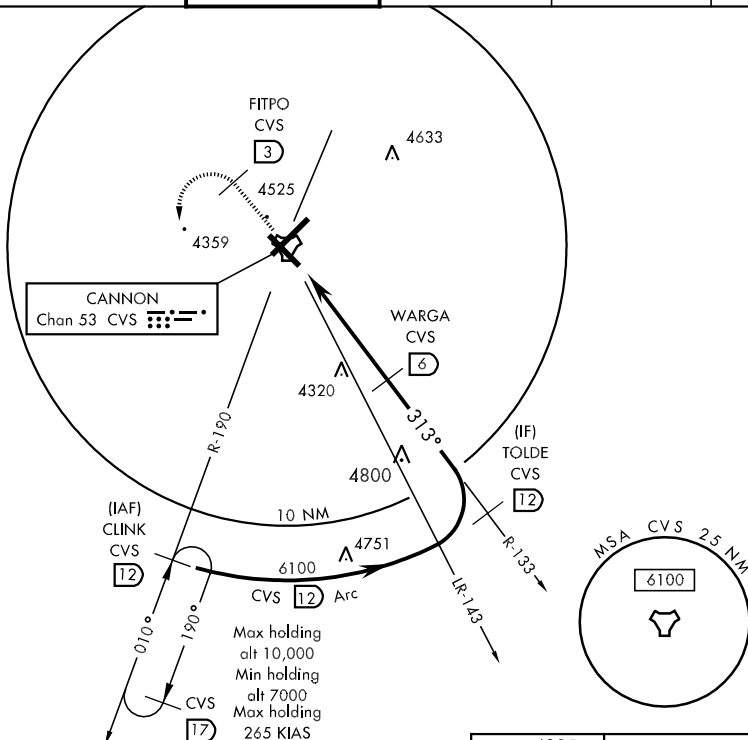 FITPO
CVS
3
4633
4525
4359
CANNON
Chan 53 CVS
WARGA
CVS
6
4320
313°
R-190
(IF)
TOLDE
CVS
12
4800
(IAF)
CLINK
CVS
12
10 NM
4751
6100
CVS 12 Arc
R-133
LR-143
MSA CVS 25 NM
6100
010°
190°
Max holding
alt 10,000
Min holding
alt 7000
Max holding
265 KIAS
CVS
17